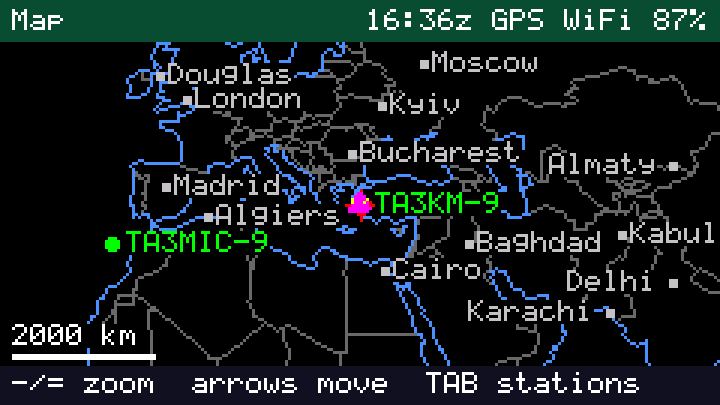 Map 16:36z GPS WiFi 87%
Moscow
Douglas
London
Kyiv
Bucharest
Almaty
Madrid
TA3KM-9
Algiers
Kabul
TA3MIC-9
Baghdad
Cairo
Delhi
Karachi
2000 km
-/= zoom arrows move TAB stations